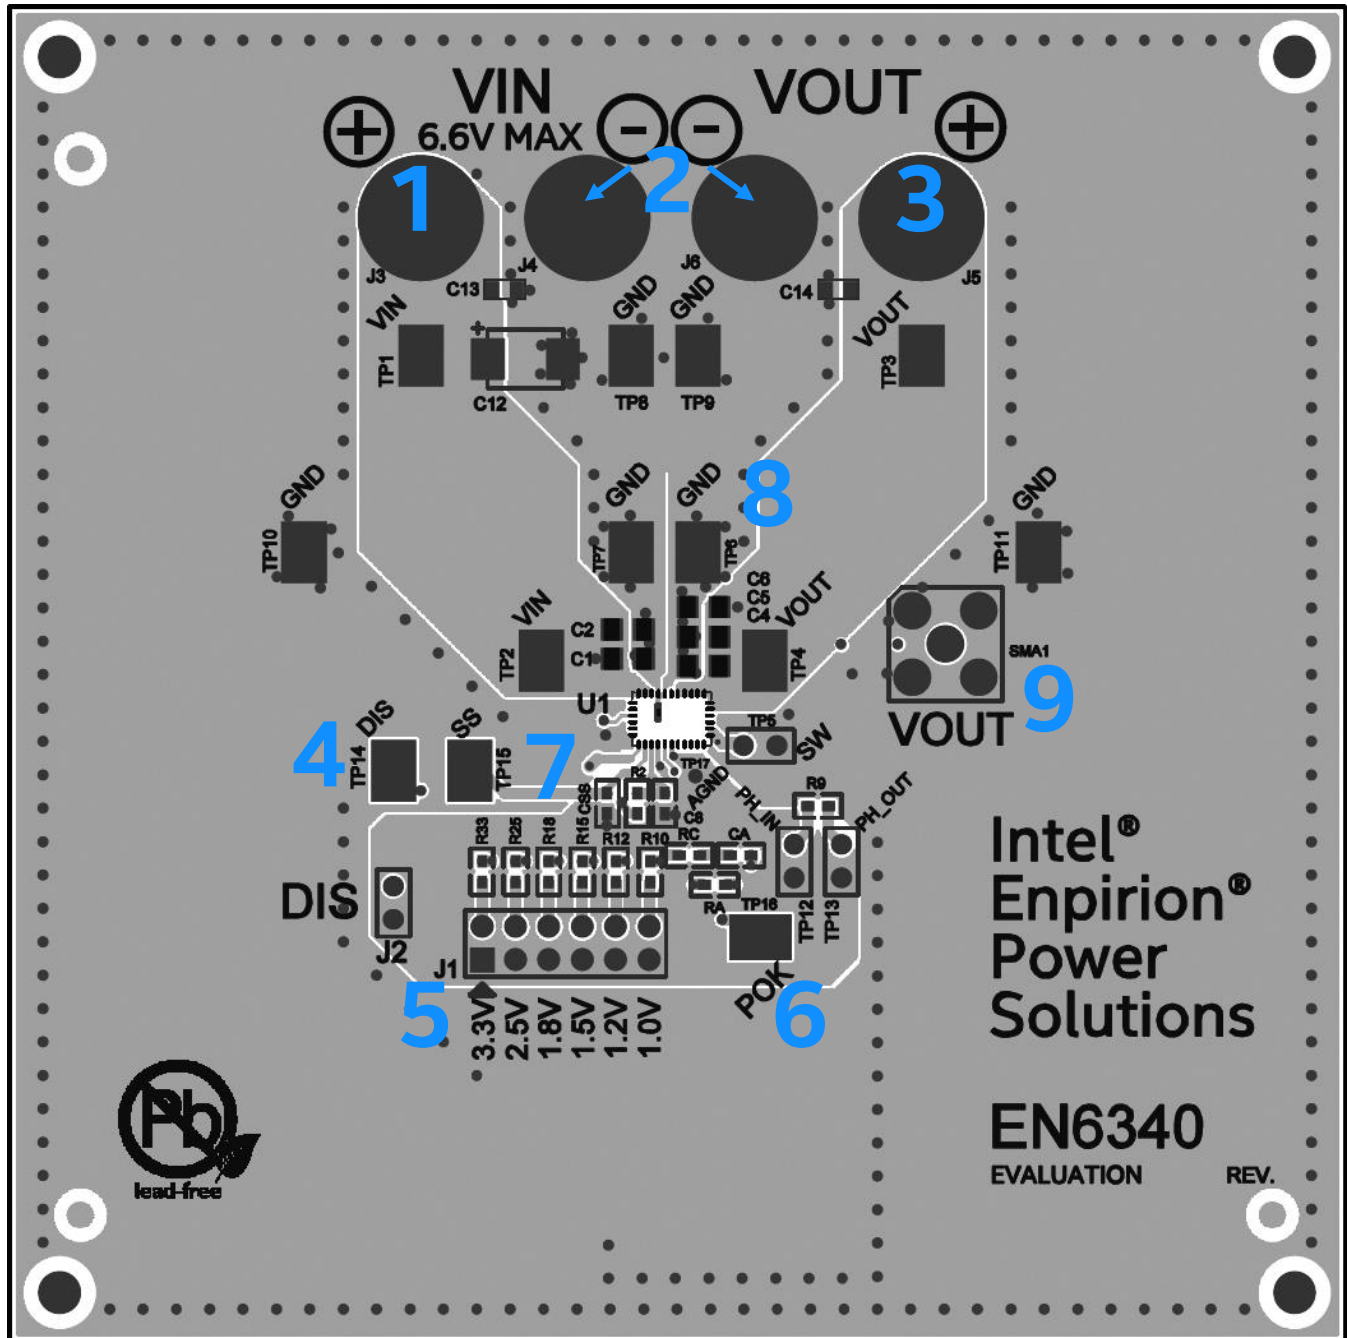 VIN
VOUT
+
6.6V MAX
-
-
+
1
2
3
J3
J4
J6
J5
C13
C14
VIN
GND
GND
VOUT
+
TP1
C12
TP8
TP9
TP3
GND
GND
GND
8
GND
TP10
TP7
TP6
TP11
VIN
C6
C5
C4
VOUT
C2
C1
TP2
TP4
SMA1
9
U1
VOUT
DIS
SS
4
TP14
TP15
7
TP5
SW
TP17
R2
AGND
CSS
C8
PH_IN
R9
PH_OUT
R33
R25
R18
R15
R12
R10
RC
CA
RA
TP16
TP12
TP13
Intel®
Enpirion®
Power
Solutions
DIS
J2
J1
POK
5
6
3.3V
2.5V
1.8V
1.5V
1.2V
1.0V
Pb
lead-free
EN6340
EVALUATION REV.